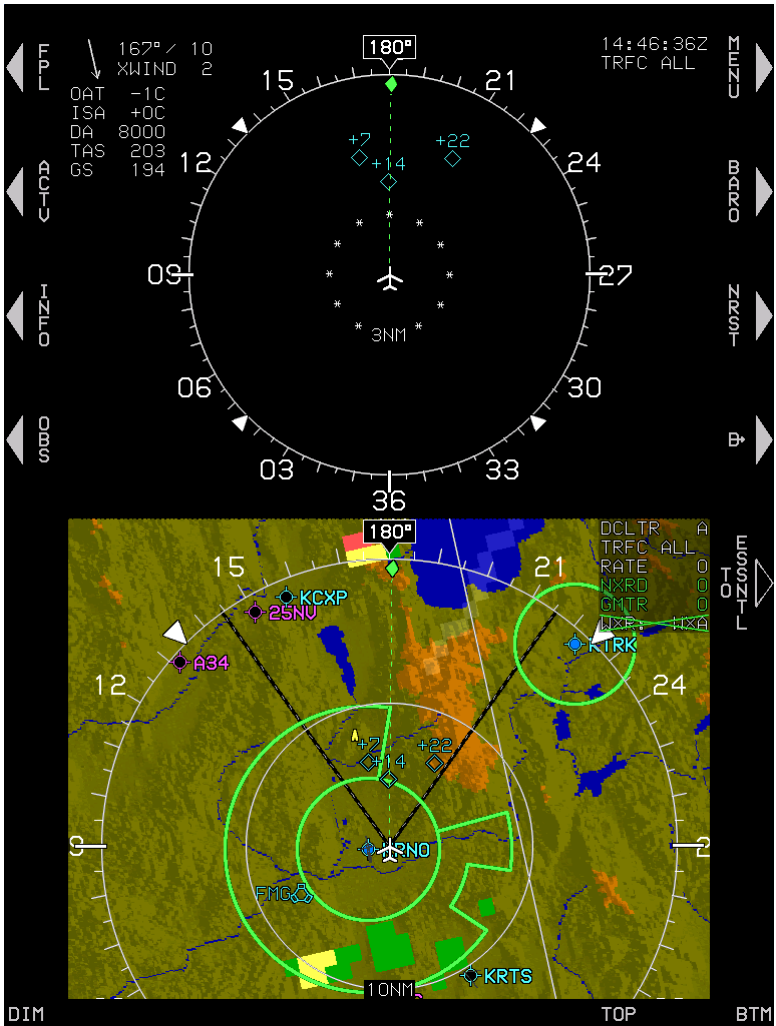 FPL
167°/ 10
XWIND 2
180°
14:46:36Z
TRFC ALL
MENU
OAT -1C
ISA +0C
DA 8000
TAS 203
GS 194
15
21
+7
+14
+22
12
24
ACTV
BARO
09
27
3NM
INFO
NRST
06
30
OBS
03
33
36
180°
DCLTR A
TRFC ALL
RATE 0
NXRD 0
GMTR 0
WXR: WXA
TO ESSNTL
15
21
KCXP
25NV
KTRK
A34
12
24
+7
+14
+22
KRNO
FMG
KRTS
10NM
DIM
TOP
BTM